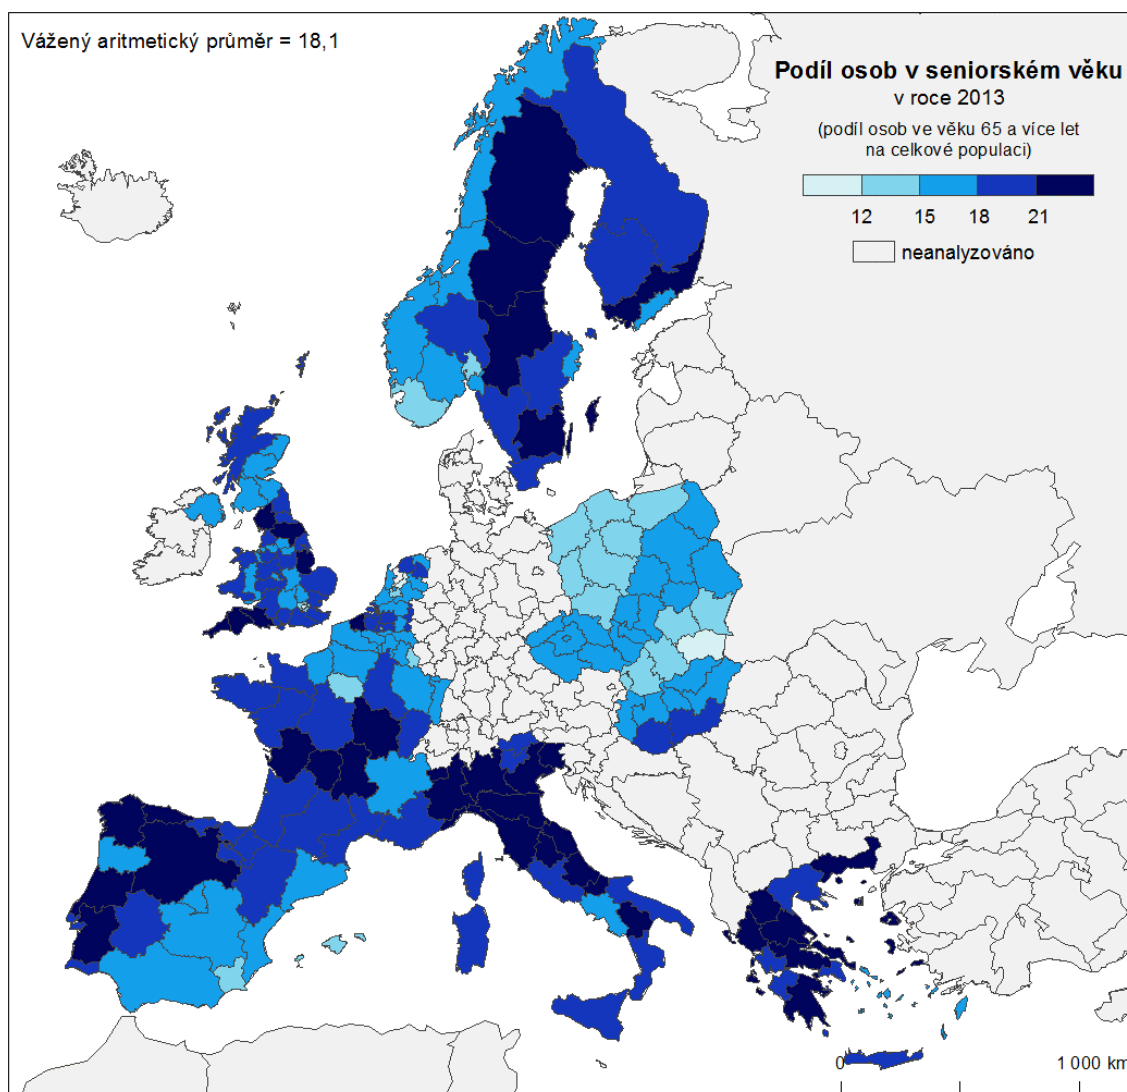 Vážený aritmetický průměr = 18,1
Podíl osob v seniorském věku
v roce 2013
(podíl osob ve věku 65 a více let
na celkové populaci)
12 15 18 21
neanalyzováno
0 1 000 km